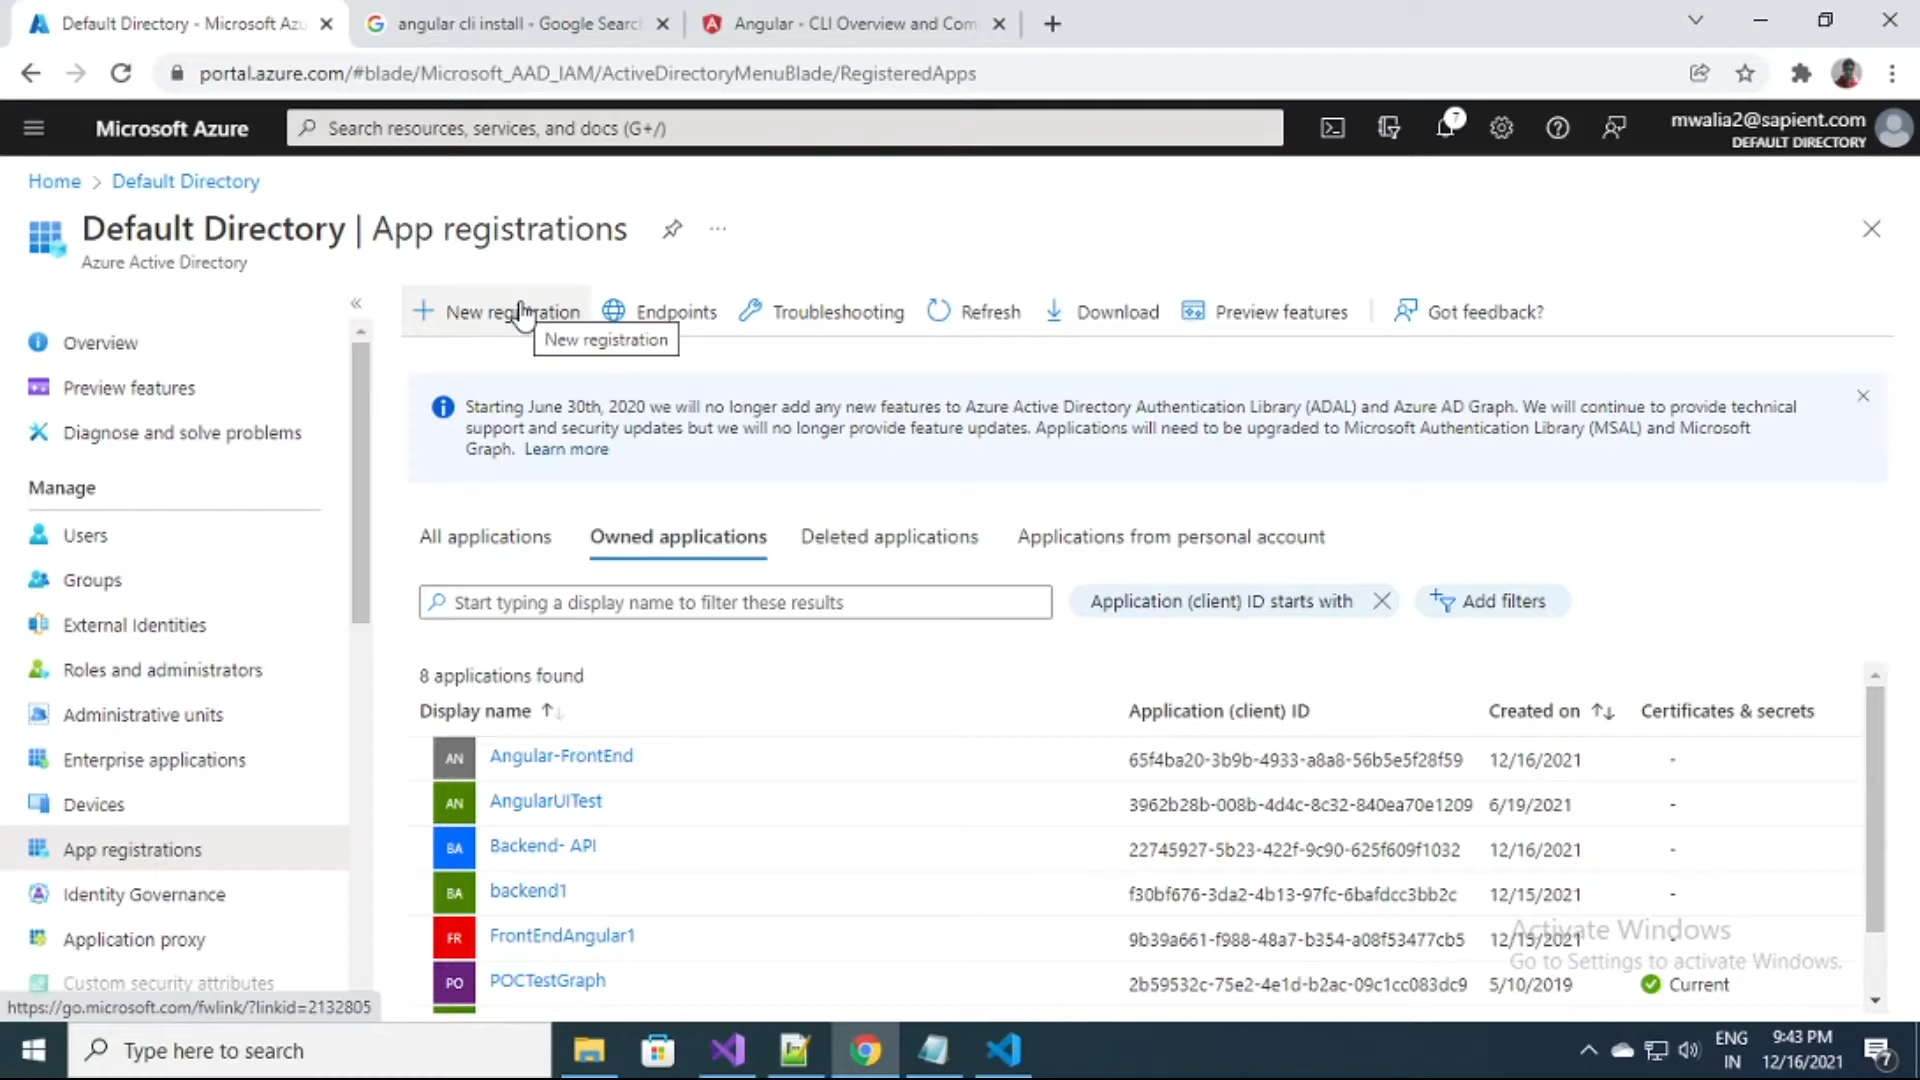 Default Directory - Microsoft Azu
angular cli install - Google Searc
Angular - CLI Overview and Com
portal.azure.com/#blade/Microsoft_AAD_IAM/ActiveDirectoryMenuBlade/RegisteredApps
Microsoft Azure
Search resources, services, and docs (G+/)
7
mwalia2@sapient.com
DEFAULT DIRECTORY
Home > Default Directory
Default Directory | App registrations
Azure Active Directory
New registration
Endpoints
Troubleshooting
Refresh
Download
Preview features
Got feedback?
New registration
Overview
Preview features
Diagnose and solve problems
Manage
Users
Groups
External Identities
Roles and administrators
Administrative units
Enterprise applications
Devices
App registrations
Identity Governance
Application proxy
Custom security attributes
https://go.microsoft.com/fwlink/?linkid=2132805
Starting June 30th, 2020 we will no longer add any new features to Azure Active Directory Authentication Library (ADAL) and Azure AD Graph. We will continue to provide technical
support and security updates but we will no longer provide feature updates. Applications will need to be upgraded to Microsoft Authentication Library (MSAL) and Microsoft
Graph. Learn more
All applications
Owned applications
Deleted applications
Applications from personal account
Start typing a display name to filter these results
Application (client) ID starts with
Add filters
8 applications found
Display name
Application (client) ID
Created on
Certificates & secrets
AN Angular-FrontEnd 65f4ba20-3b9b-4933-a8a8-56b5e5f28f59 12/16/2021 -
AN AngularUITest 3962b28b-008b-4d4c-8c32-840ea70e1209 6/19/2021 -
BA Backend- API 22745927-5b23-422f-9c90-625f609f1032 12/16/2021 -
BA backend1 f30bf676-3da2-4b13-97fc-6bafdcc3bb2c 12/15/2021 -
FR FrontEndAngular1 9b39a661-f988-48a7-b354-a08f53477cb5 12/15/2021 -
PO POCTestGraph 2b59532c-75e2-4e1d-b2ac-09c1cc083dc9 5/10/2019 Current
Activate Windows
Go to Settings to activate Windows.
Type here to search
ENG
IN
9:43 PM
12/16/2021
7